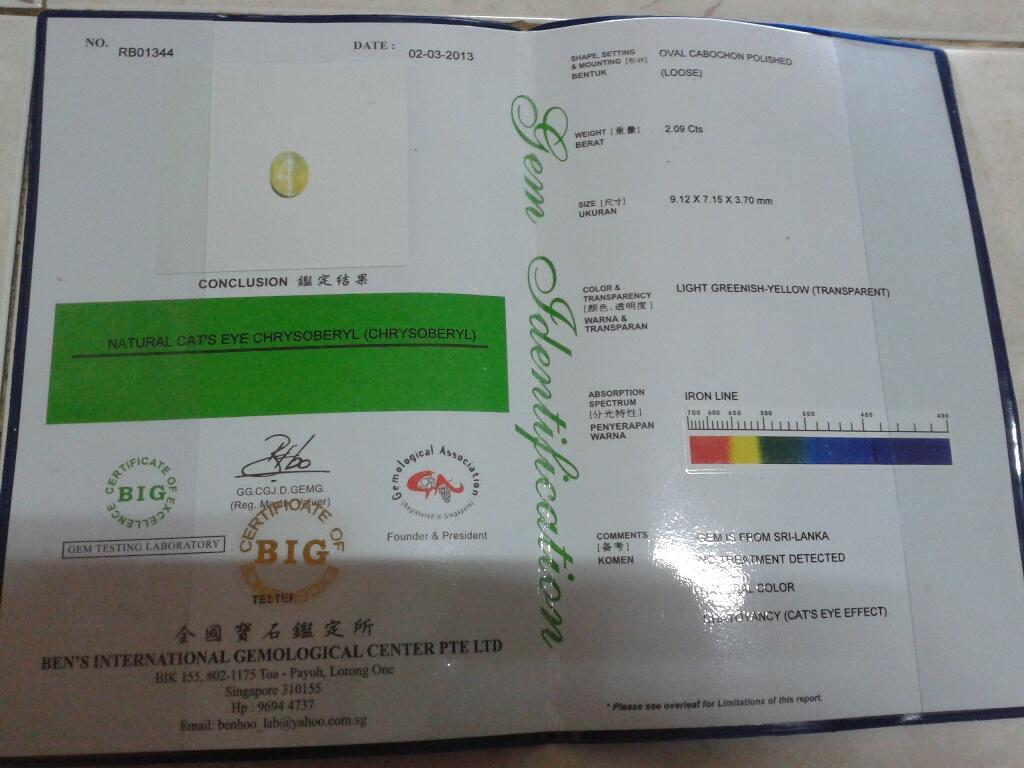 NO. RB01344
DATE : 02-03-2013
CONCLUSION 鑑定结果
NATURAL CAT'S EYE CHRYSOBERYL (CHRYSOBERYL)
CERTIFICATE OF EXCELLENCE
BIG
GEM TESTING LABORATORY
GG.CGJ.D.GEMG.
CERTIFICATE OF
BIG
Gemological Association
(Registered in Singapore)
Founder & President
全國寶石鑑定所
BEN'S INTERNATIONAL GEMOLOGICAL CENTER PTE LTD
BIK 155, #02-1175 Toa - Payoh, Lorong One
Singapore 310155
Hp : 9694 4737
Email: benboo_lab@yahoo.com.sg
Gem Identification
SHAPE, SETTING
& MOUNTING [形状]
BENTUK
OVAL CABOCHON POLISHED
(LOOSE)
WEIGHT [重量]
BERAT
2.09 Cts
SIZE [尺寸]
UKURAN
9.12 X 7.15 X 3.70 mm
COLOR &
TRANSPARENCY
[颜色,透明度]
WARNA &
TRANSPARAN
LIGHT GREENISH-YELLOW (TRANSPARENT)
ABSORPTION
SPECTRUM
[分光特性]
PENYERAPAN
WARNA
IRON LINE
700 650 600 550 500 450 400
COMMENTS
[备考]
KOMEN
GEM IS FROM SRI-LANKA
TREATMENT DETECTED
COLOR
(CAT'S EYE EFFECT)
* Please see overleaf for Limitations of this report.